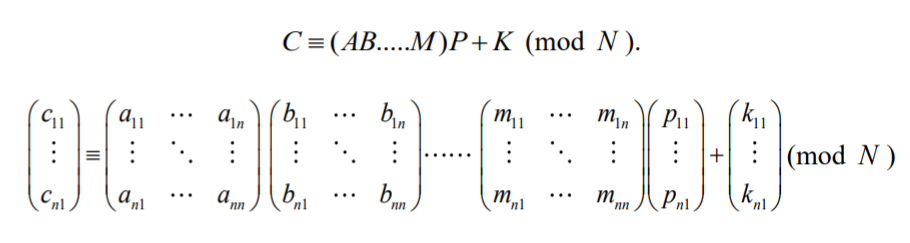 C ≡ (AB.....M)P + K (mod N).
c₁₁ a₁₁ ⋯ a₁ₙ b₁₁ ⋯ b₁ₙ m₁₁ ⋯ m₁ₙ p₁₁ k₁₁
⋮ ≡ ⋮ ⋱ ⋮ ⋮ ⋱ ⋮ ⋯⋯ ⋮ ⋱ ⋮ ⋮ + ⋮ (mod N)
cₙ₁ aₙ₁ ⋯ aₙₙ bₙ₁ ⋯ bₙₙ mₙ₁ ⋯ mₙₙ pₙ₁ kₙ₁